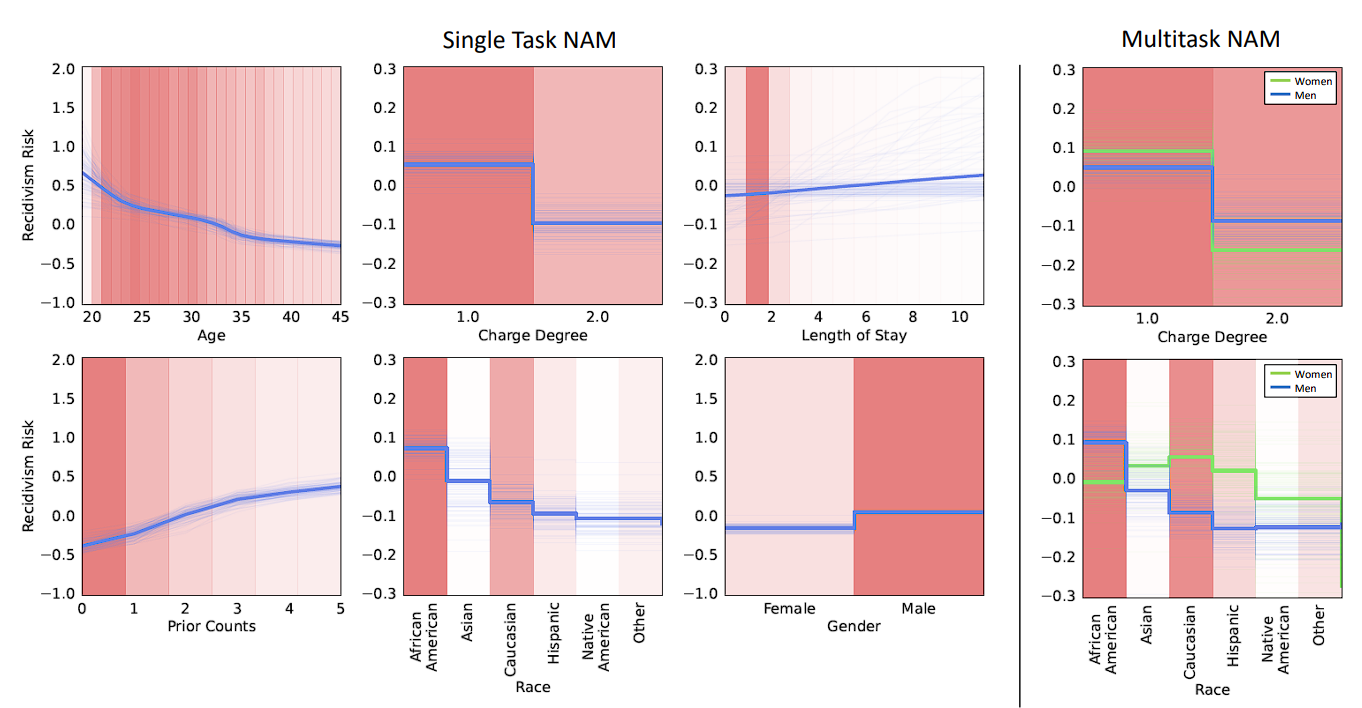 Single Task NAM
Multitask NAM
Recidivism Risk
2.0
1.5
1.0
0.5
0.0
−0.5
−1.0
20 25 30 35 40 45
Age
0.3
0.2
0.1
0.0
−0.1
−0.2
−0.3
1.0 2.0
Charge Degree
0.3
0.2
0.1
0.0
−0.1
−0.2
−0.3
0 2 4 6 8 10
Length of Stay
0.3
0.2
0.1
0.0
−0.1
−0.2
−0.3
Women
Men
1.0 2.0
Charge Degree
Recidivism Risk
2.0
1.5
1.0
0.5
0.0
−0.5
−1.0
0 1 2 3 4 5
Prior Counts
0.3
0.2
0.1
0.0
−0.1
−0.2
−0.3
African
American
Asian
Caucasian
Hispanic
Native
American
Other
Race
2.0
1.5
1.0
0.5
0.0
−0.5
−1.0
Female Male
Gender
0.3
0.2
0.1
0.0
−0.1
−0.2
−0.3
Women
Men
African
American
Asian
Caucasian
Hispanic
Native
American
Other
Race